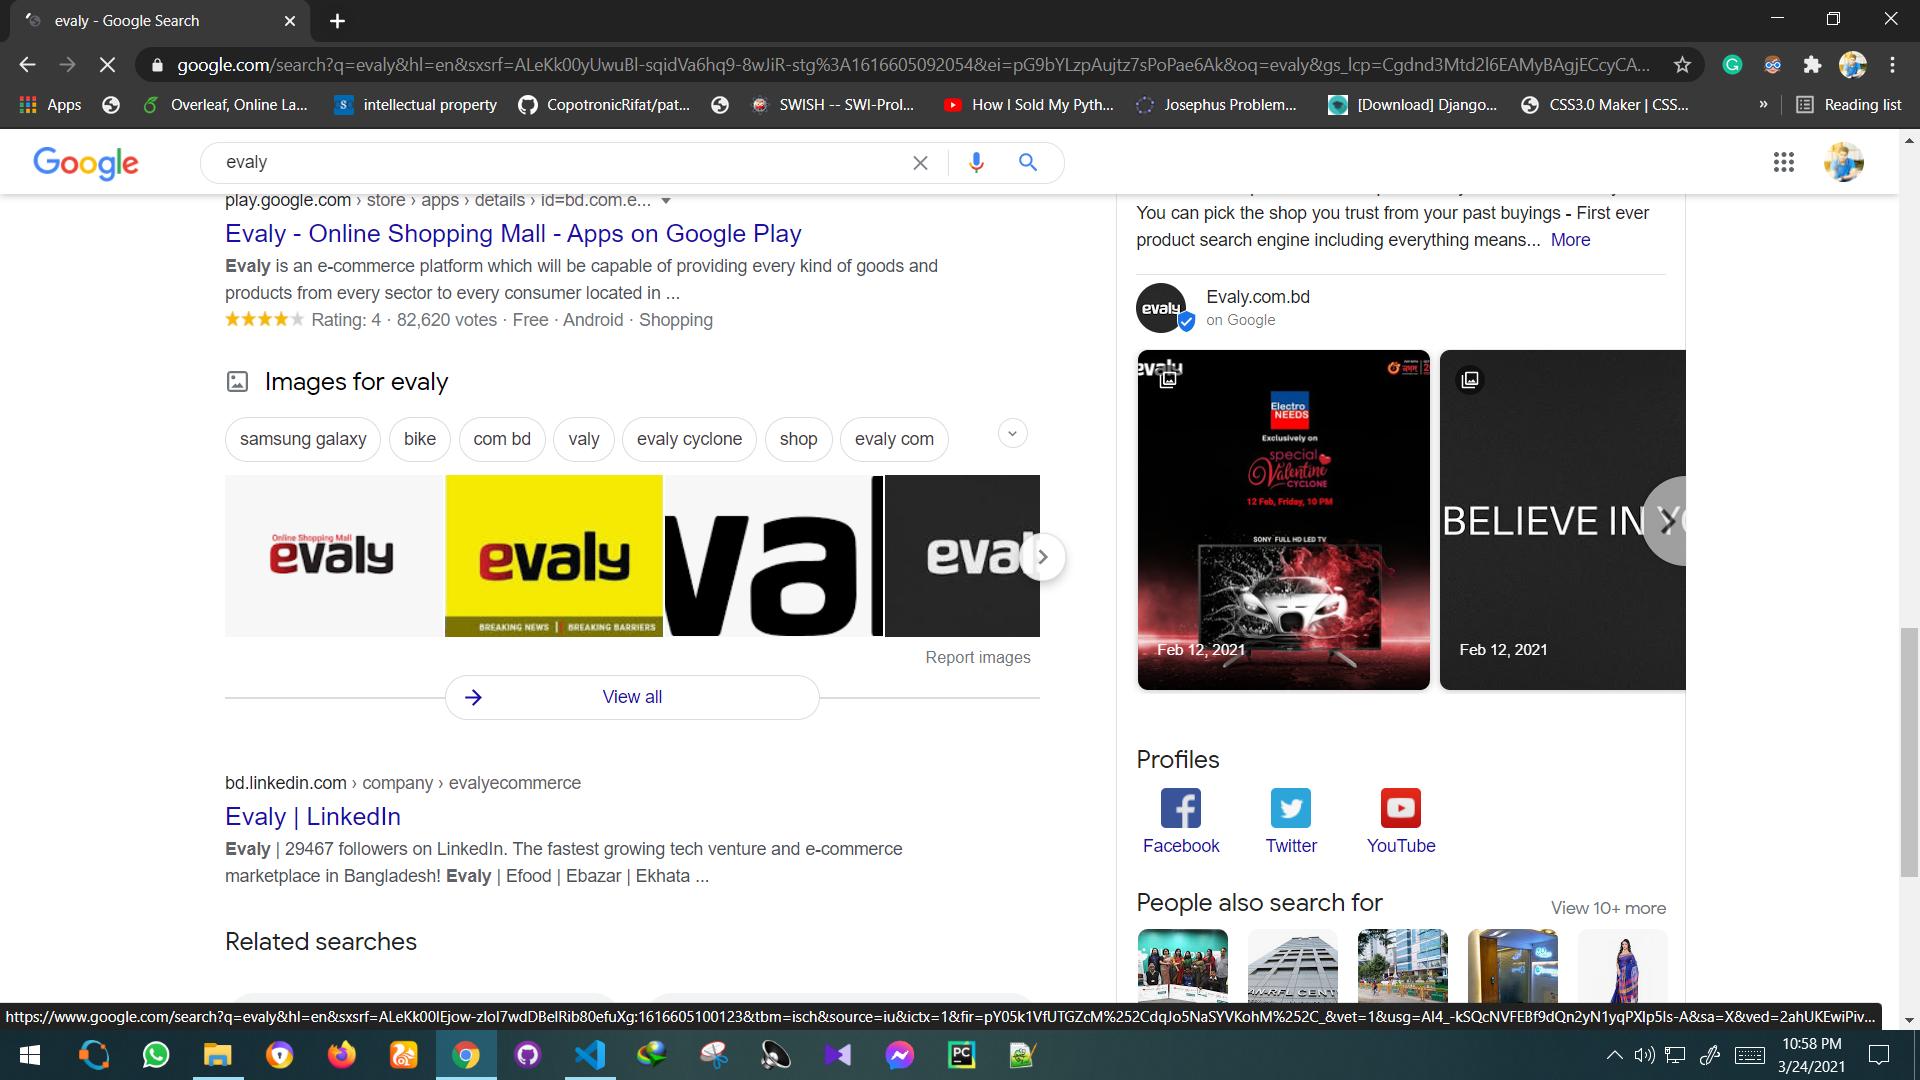 evaly - Google Search
google.com/search?q=evaly&hl=en&sxsrf=ALeKk00yUwuBl-sqidVa6hq9-8wJiR-stg%3A1616605092054&ei=pG9bYLzpAujtz7sPoPae6Ak&oq=evaly&gs_lcp=Cgdnd3Mtd2l6EAMyBAgjECcyCA...
Apps
Overleaf, Online La...
intellectual property
CopotronicRifat/pat...
SWISH -- SWI-Prol...
How I Sold My Pyth...
Josephus Problem...
[Download] Django...
CSS3.0 Maker | CSS...
»
Reading list
Google
evaly
play.google.com › store › apps › details › id=bd.com.e...
Evaly - Online Shopping Mall - Apps on Google Play
Evaly is an e-commerce platform which will be capable of providing every kind of goods and
products from every sector to every consumer located in ...
Rating: 4 · 82,620 votes · Free · Android · Shopping
Images for evaly
samsung galaxy
bike
com bd
valy
evaly cyclone
shop
evaly com
Online Shopping Mall
evaly
evaly
BREAKING NEWS | BREAKING BARRIERS
va
eva
Report images
View all
bd.linkedin.com › company › evalyecommerce
Evaly | LinkedIn
Evaly | 29467 followers on LinkedIn. The fastest growing tech venture and e-commerce
marketplace in Bangladesh! Evaly | Efood | Ebazar | Ekhata ...
Related searches
You can pick the shop you trust from your past buyings - First ever
product search engine including everything means... More
evaly
Evaly.com.bd
on Google
evaly
Electro
NEEDS
Exclusively on
special
Valentine
CYCLONE
12 Feb, Friday, 10 PM
SONY FULL HD LED TV
Feb 12, 2021
BELIEVE IN YO
Feb 12, 2021
Profiles
Facebook
Twitter
YouTube
People also search for
View 10+ more
AN-RFL CENT
https://www.google.com/search?q=evaly&hl=en&sxsrf=ALeKk00lEjow-zlol7wdDBelRib80efuXg:1616605100123&tbm=isch&source=iu&ictx=1&fir=pY05k1VfUTGZcM%252CdqJo5NaSYVKohM%252C_&vet=1&usg=AI4_-kSQcNVFEBf9dQn2yN1yqPXlp5ls-A&sa=X&ved=2ahUKEwiPiv...
PC
10:58 PM
3/24/2021